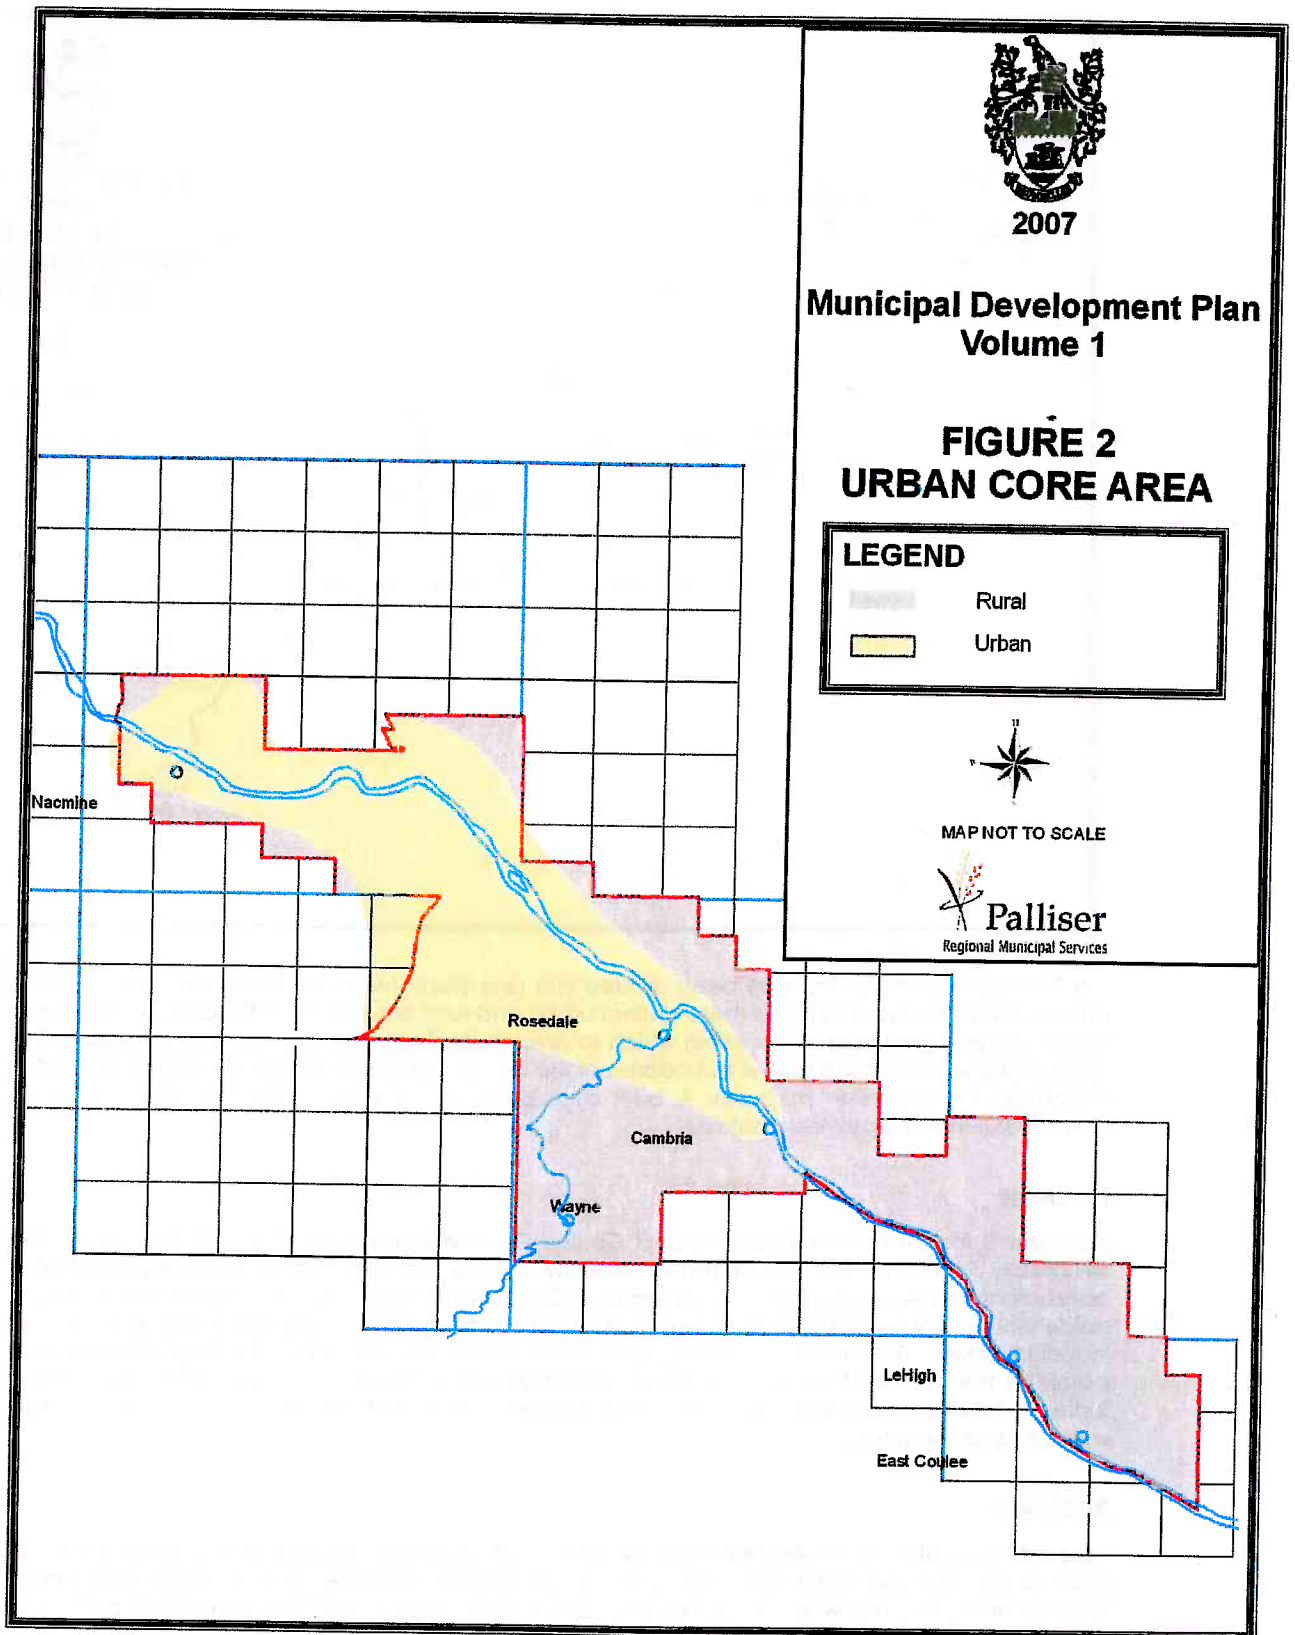 2007
Municipal Development Plan
Volume 1
FIGURE 2
URBAN CORE AREA
LEGEND
Rural
Urban
MAP NOT TO SCALE
Palliser
Regional Municipal Services
Nacmine
Rosedale
Cambria
Wayne
LeHigh
East Coulee